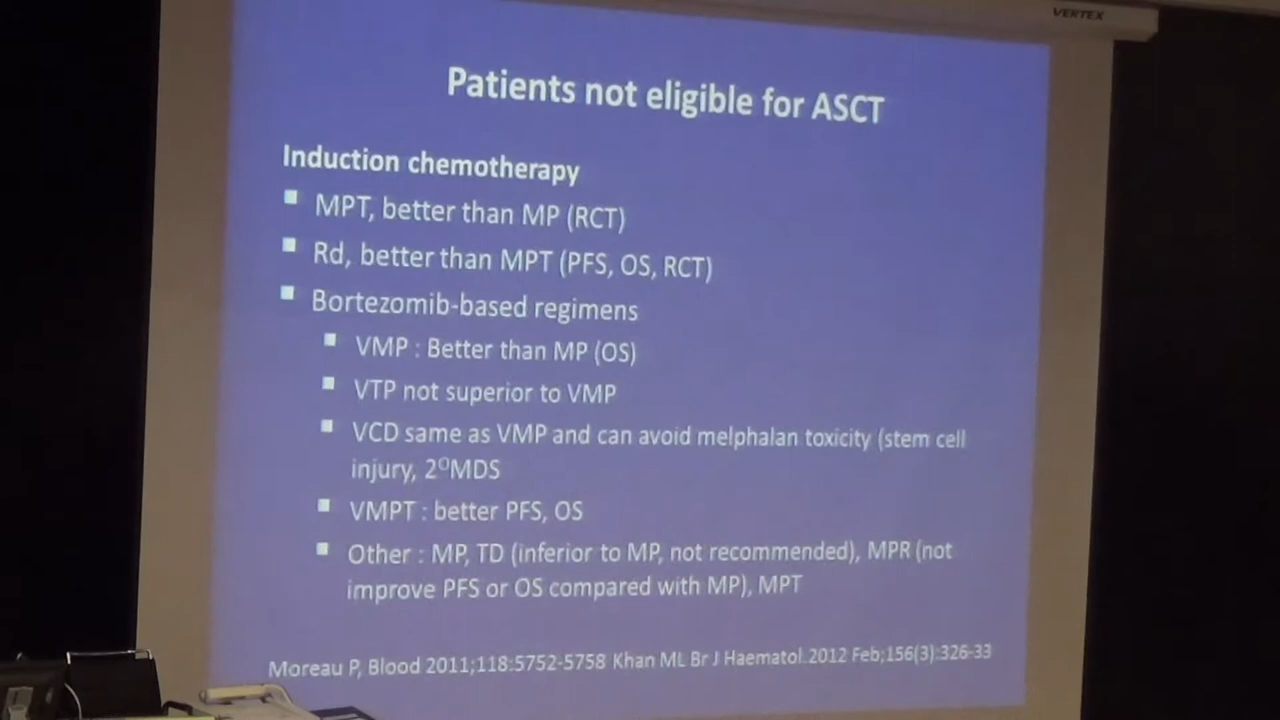 VERTEX
Patients not eligible for ASCT
Induction chemotherapy
▪ MPT, better than MP (RCT)
▪ Rd, better than MPT (PFS, OS, RCT)
▪ Bortezomib-based regimens
▪ VMP : Better than MP (OS)
▪ VTP not superior to VMP
▪ VCD same as VMP and can avoid melphalan toxicity (stem cell
injury, 2ᴼMDS
▪ VMPT : better PFS, OS
▪ Other : MP, TD (inferior to MP, not recommended), MPR (not
improve PFS or OS compared with MP), MPT
Moreau P, Blood 2011;118:5752-5758 Khan ML Br J Haematol.2012 Feb;156(3):326-33